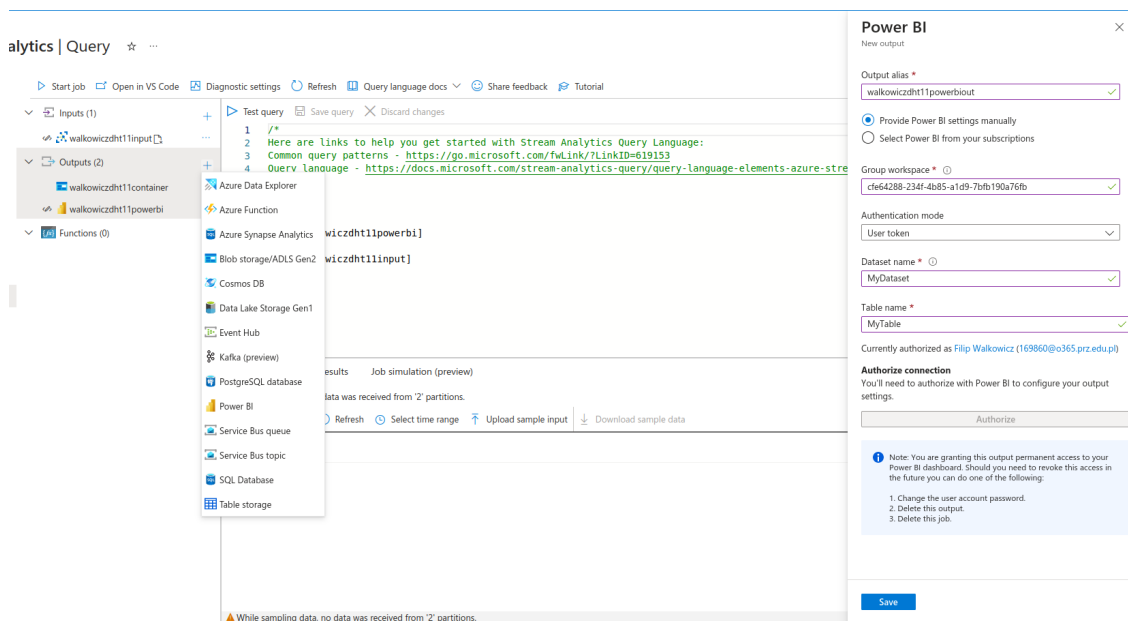 alytics | Query ☆ ...
Start job Open in VS Code Diagnostic settings Refresh Query language docs Share feedback Tutorial
Inputs (1)
walkowiczdht11input
Outputs (2)
walkowiczdht11container
walkowiczdht11powerbi
Functions (0)
Test query Save query Discard changes
1 /*
2 Here are links to help you get started with Stream Analytics Query Language:
3 Common query patterns - https://go.microsoft.com/fwLink/?LinkID=619153
4 Query language - https://docs.microsoft.com/stream-analytics-query/query-language-elements-azure-stre
wiczdht11powerbi]
wiczdht11input]
Azure Data Explorer
Azure Function
Azure Synapse Analytics
Blob storage/ADLS Gen2
Cosmos DB
Data Lake Storage Gen1
Event Hub
Kafka (preview)
PostgreSQL database
Power BI
Service Bus queue
Service Bus topic
SQL Database
Table storage
esults Job simulation (preview)
data was received from '2' partitions.
Refresh Select time range Upload sample input Download sample data
While sampling data, no data was received from '2' partitions.
Power BI
New output
Output alias *
walkowiczdht11powerbiout
Provide Power BI settings manually
Select Power BI from your subscriptions
Group workspace *
cfe64288-234f-4b85-a1d9-7bfb190a76fb
Authentication mode
User token
Dataset name *
MyDataset
Table name *
MyTable
Currently authorized as Filip Walkowicz (169860@o365.prz.edu.pl)
Authorize connection
You'll need to authorize with Power BI to configure your output
settings.
Authorize
Note: You are granting this output permanent access to your
Power BI dashboard. Should you need to revoke this access in
the future you can do one of the following:
1. Change the user account password.
2. Delete this output.
3. Delete this job.
Save